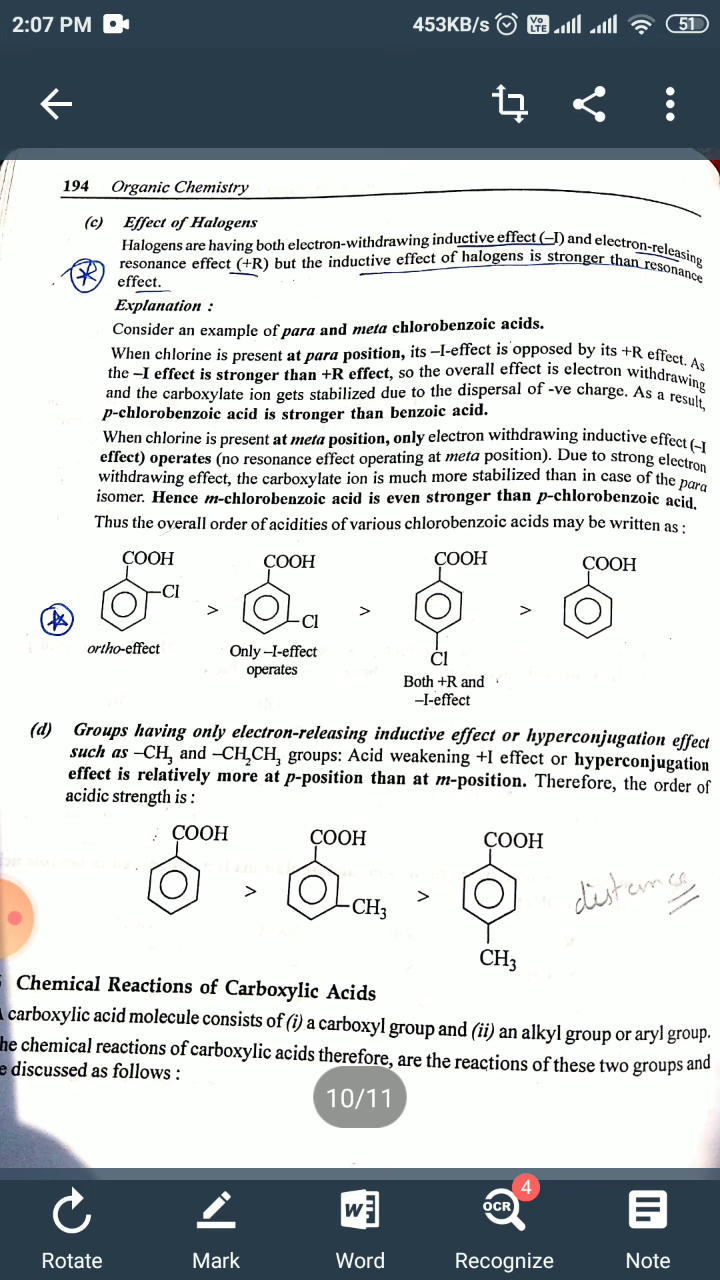 2:07 PM 453KB/s Vo LTE 51
194 Organic Chemistry
(c) Effect of Halogens
Halogens are having both electron-withdrawing inductive effect (–I) and electron-releasing
resonance effect (+R) but the inductive effect of halogens is stronger than resonance
effect.
Explanation :
Consider an example of para and meta chlorobenzoic acids.
When chlorine is present at para position, its –I-effect is opposed by its +R effect. As
the –I effect is stronger than +R effect, so the overall effect is electron withdrawing
and the carboxylate ion gets stabilized due to the dispersal of -ve charge. As a result,
p-chlorobenzoic acid is stronger than benzoic acid.
When chlorine is present at meta position, only electron withdrawing inductive effect (–I
effect) operates (no resonance effect operating at meta position). Due to strong electron
withdrawing effect, the carboxylate ion is much more stabilized than in case of the para
isomer. Hence m-chlorobenzoic acid is even stronger than p-chlorobenzoic acid.
Thus the overall order of acidities of various chlorobenzoic acids may be written as :
COOH COOH COOH COOH
Cl > Cl > >
ortho-effect Only –I-effect Cl
operates Both +R and
–I-effect
(d) Groups having only electron-releasing inductive effect or hyperconjugation effect
such as –CH3 and –CH2CH3 groups: Acid weakening +I effect or hyperconjugation
effect is relatively more at p-position than at m-position. Therefore, the order of
acidic strength is :
COOH COOH COOH
> CH3 > distance
CH3
Chemical Reactions of Carboxylic Acids
carboxylic acid molecule consists of (i) a carboxyl group and (ii) an alkyl group or aryl group.
he chemical reactions of carboxylic acids therefore, are the reactions of these two groups and
e discussed as follows :
10/11
W OCR 4
Rotate Mark Word Recognize Note